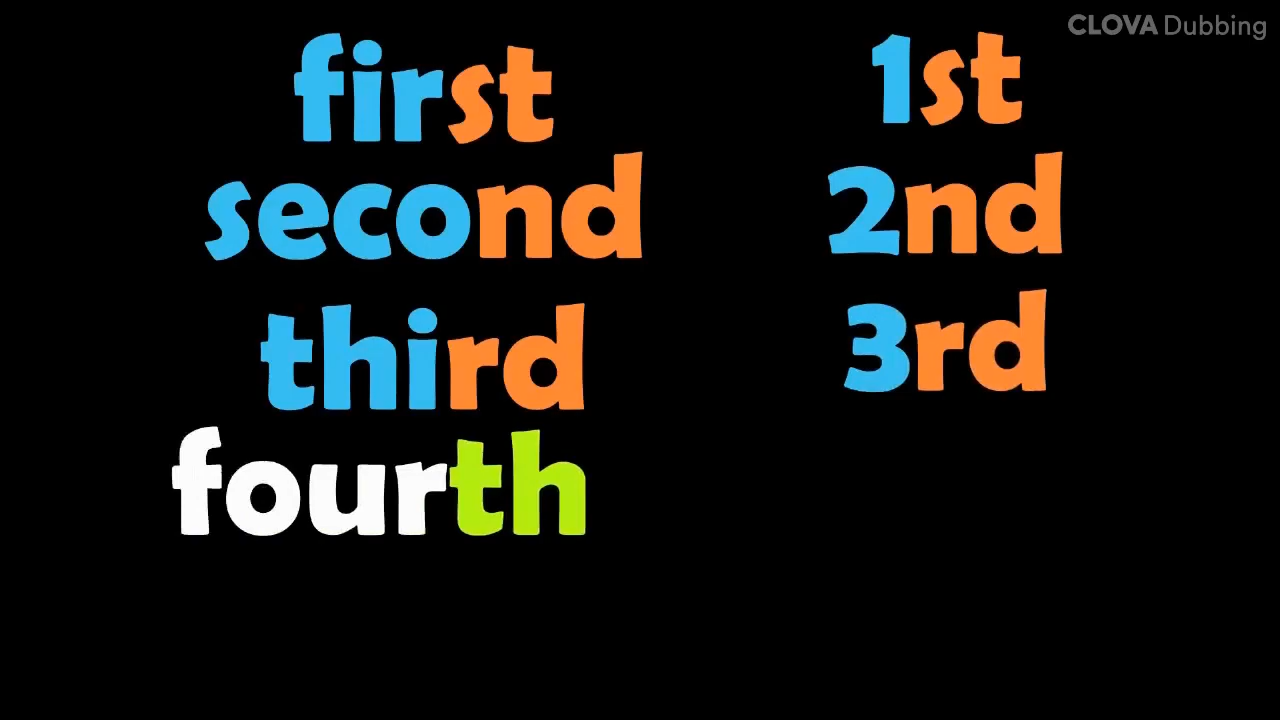 CLOVA Dubbing
first 1st
second 2nd
third 3rd
fourth